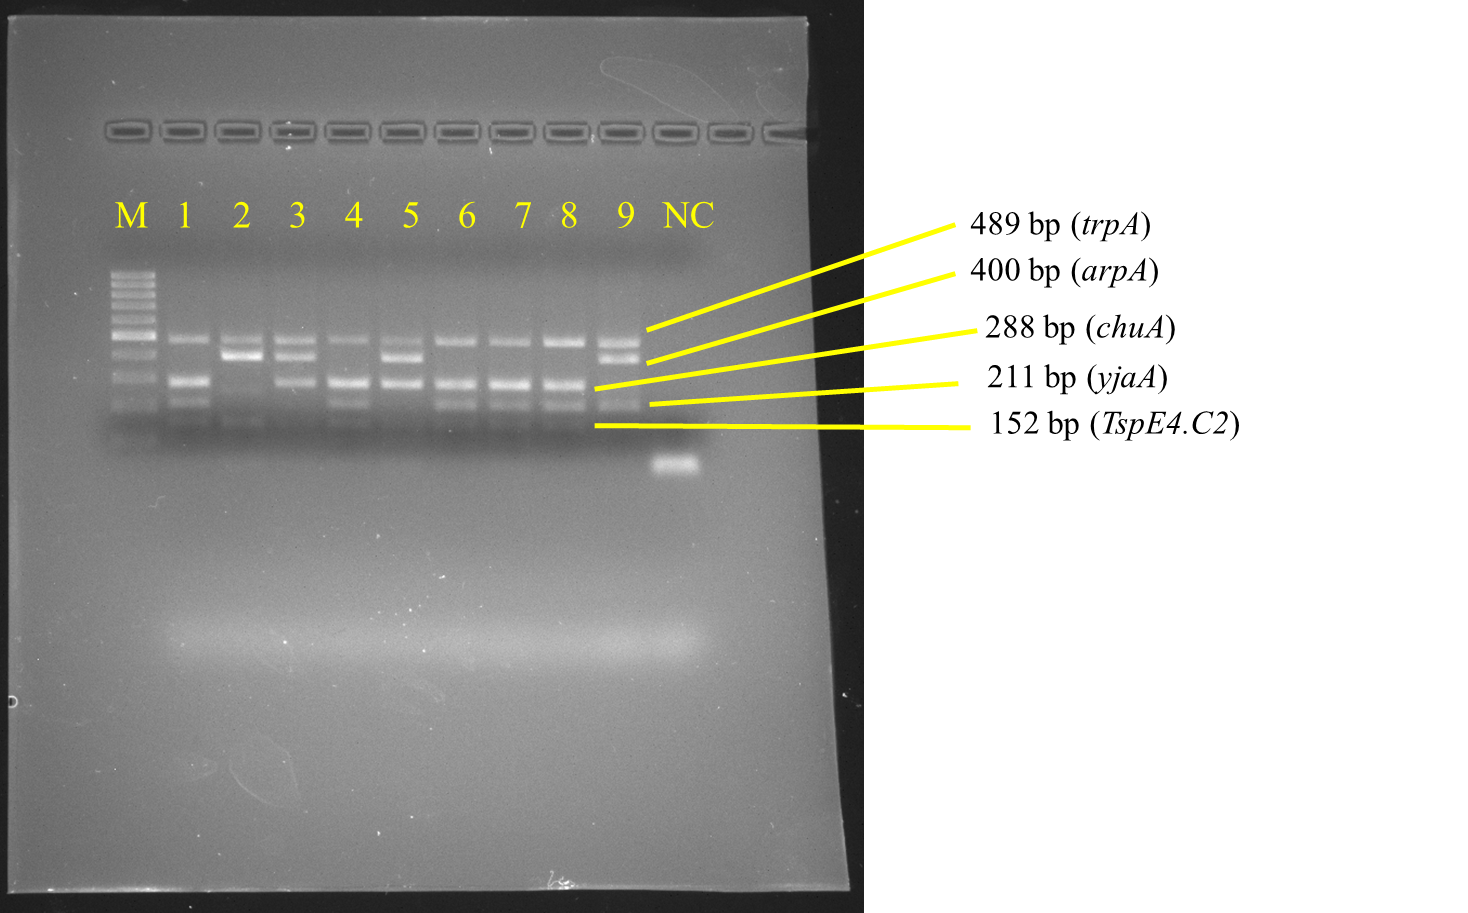 M 1 2 3 4 5 6 7 8 9 NC
489 bp (trpA)
400 bp (arpA)
288 bp (chuA)
211 bp (yjaA)
152 bp (TspE4.C2)